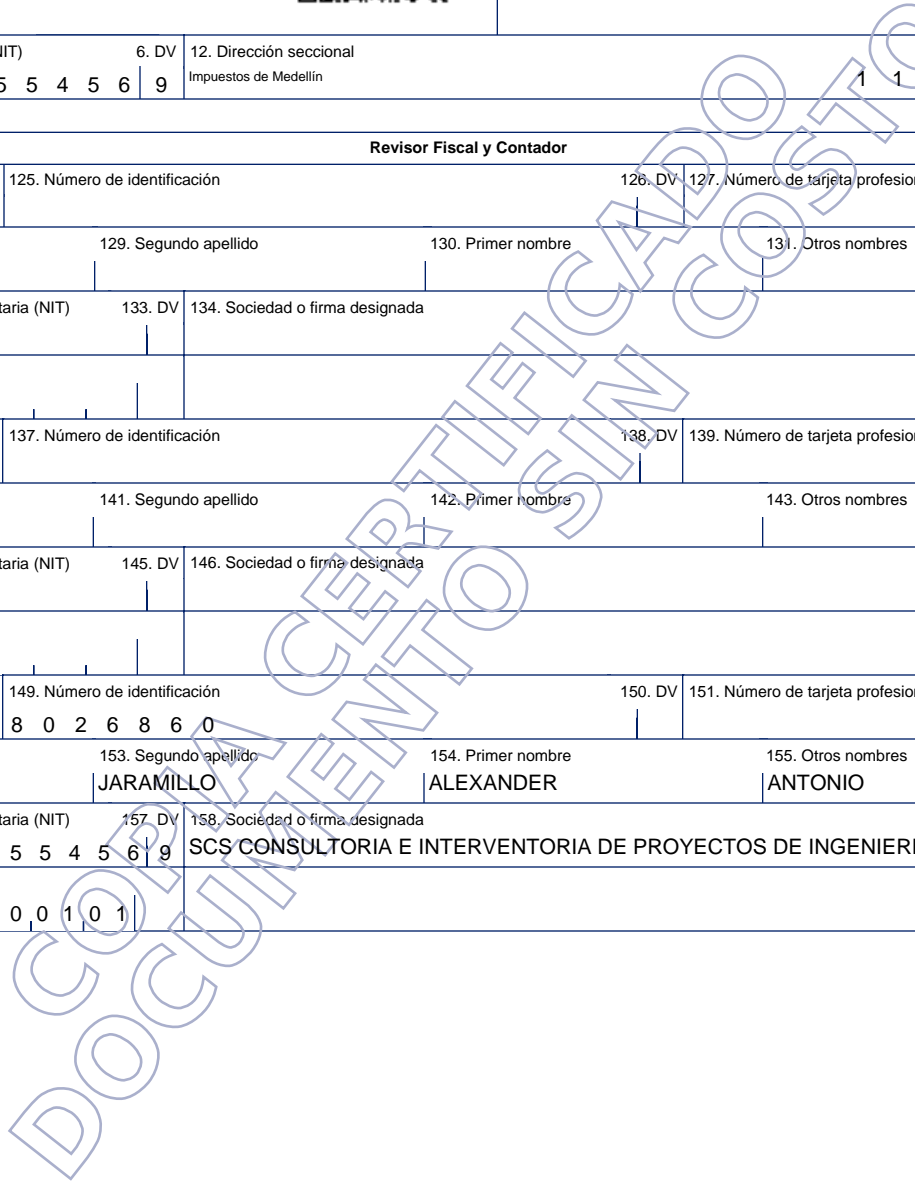 NIT) 6. DV 12. Dirección seccional
5 5 4 5 6 9 Impuestos de Medellín 1 1
Revisor Fiscal y Contador
125. Número de identificación 126. DV 127. Número de tarjeta profesion
129. Segundo apellido 130. Primer nombre 131. Otros nombres
taria (NIT) 133. DV 134. Sociedad o firma designada
137. Número de identificación 138. DV 139. Número de tarjeta profesion
141. Segundo apellido 142. Primer nombre 143. Otros nombres
taria (NIT) 145. DV 146. Sociedad o firma designada
149. Número de identificación 150. DV 151. Número de tarjeta profesion
8 0 2 6 8 6 0
153. Segundo apellido 154. Primer nombre 155. Otros nombres
JARAMILLO ALEXANDER ANTONIO
taria (NIT) 157. DV 158. Sociedad o firma designada
5 5 4 5 6 9 SCS CONSULTORIA E INTERVENTORIA DE PROYECTOS DE INGENIERI
0 0 1 0 1
COPIA CERTIFICADO
DOCUMENTO SIN COSTO